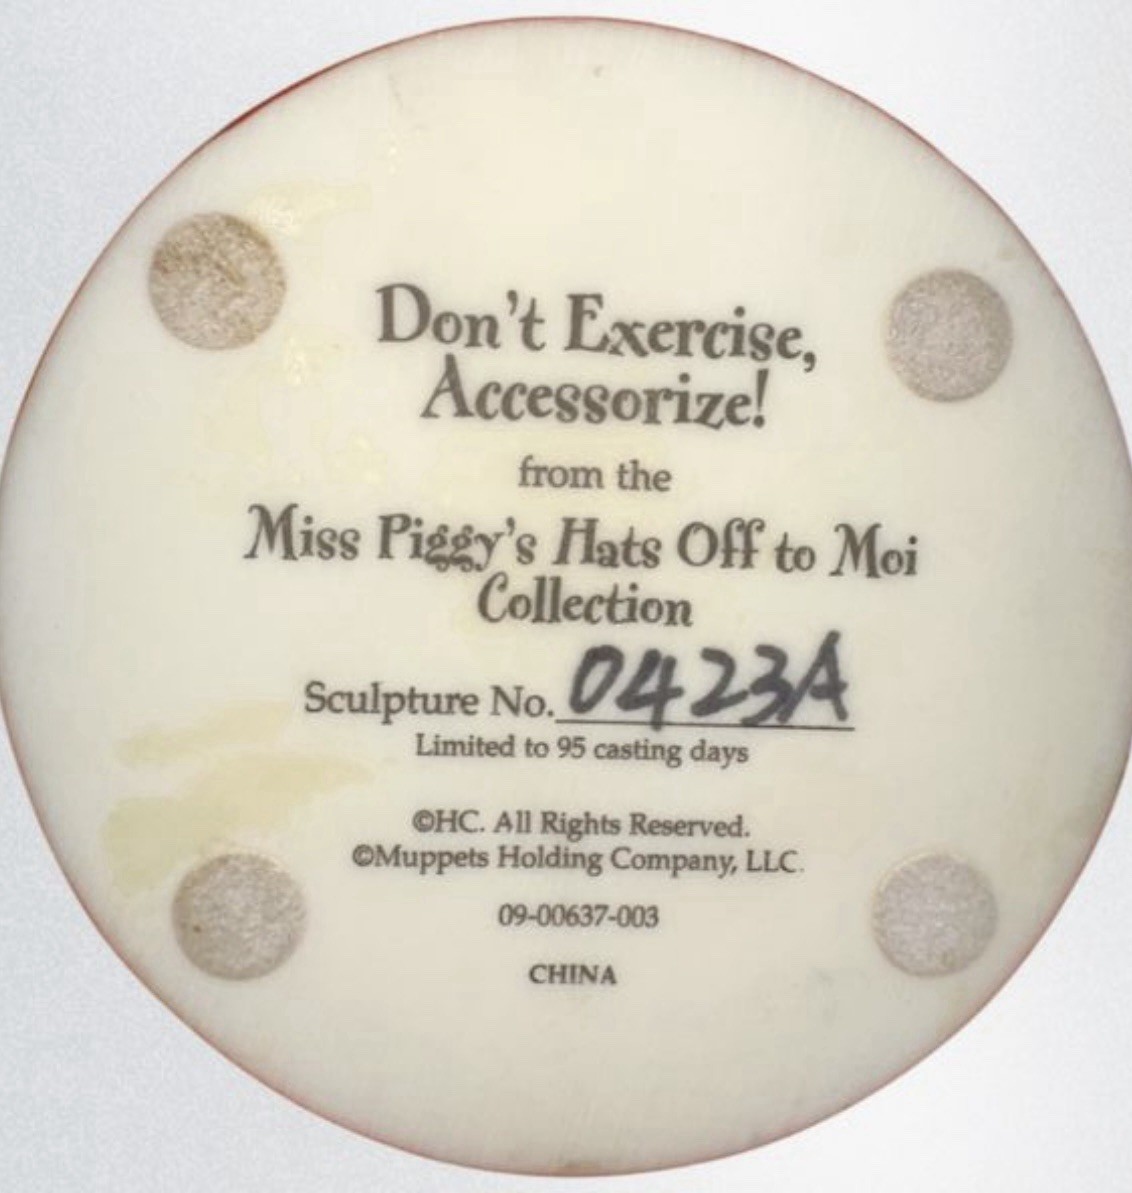 Don't Exercise,
Accessorize!
from the
Miss Piggy's Hats Off to Moi
Collection
Sculpture No. 0423A
Limited to 95 casting days
©HC. All Rights Reserved.
©Muppets Holding Company, LLC.
09-00637-003
CHINA